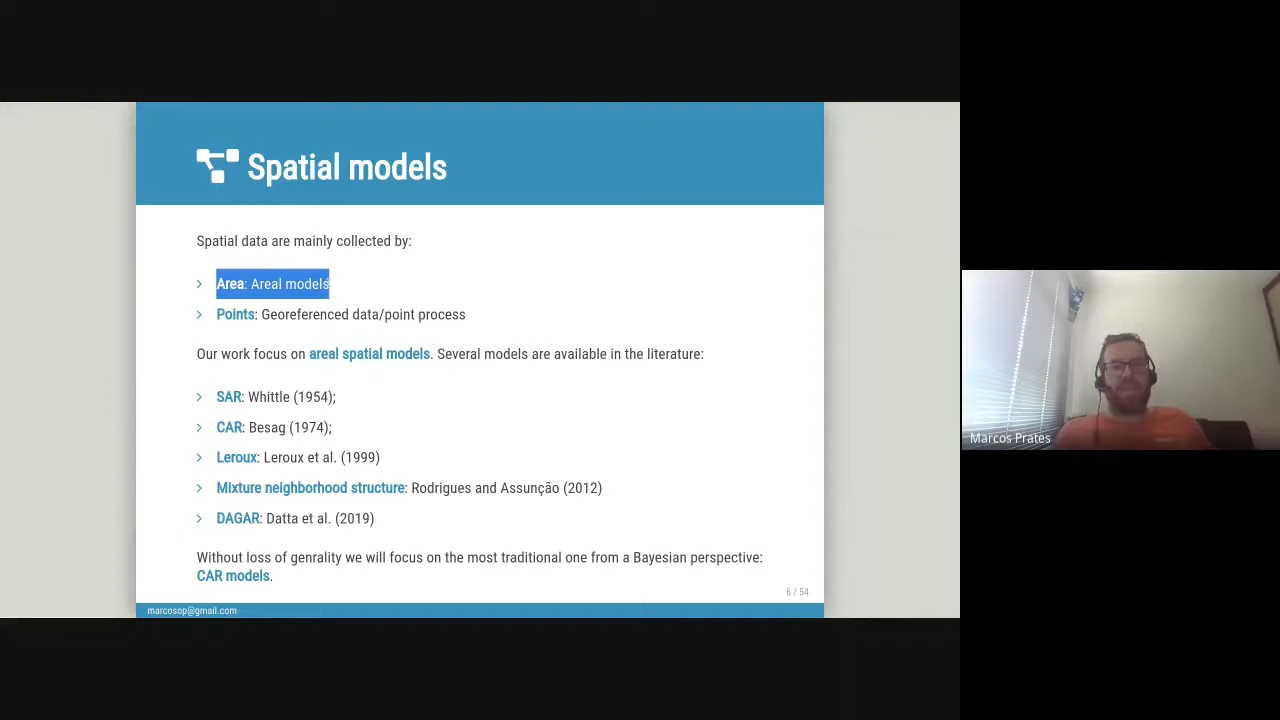 Spatial models
Spatial data are mainly collected by:
Area: Areal models
Points: Georeferenced data/point process
Our work focus on areal spatial models. Several models are available in the literature:
SAR: Whittle (1954);
CAR: Besag (1974);
Leroux: Leroux et al. (1999)
Mixture neighborhood structure: Rodrigues and Assunção (2012)
DAGAR: Datta et al. (2019)
Without loss of genrality we will focus on the most traditional one from a Bayesian perspective:
CAR models.
6 / 54
marcosop@gmail.com
Marcos Prates